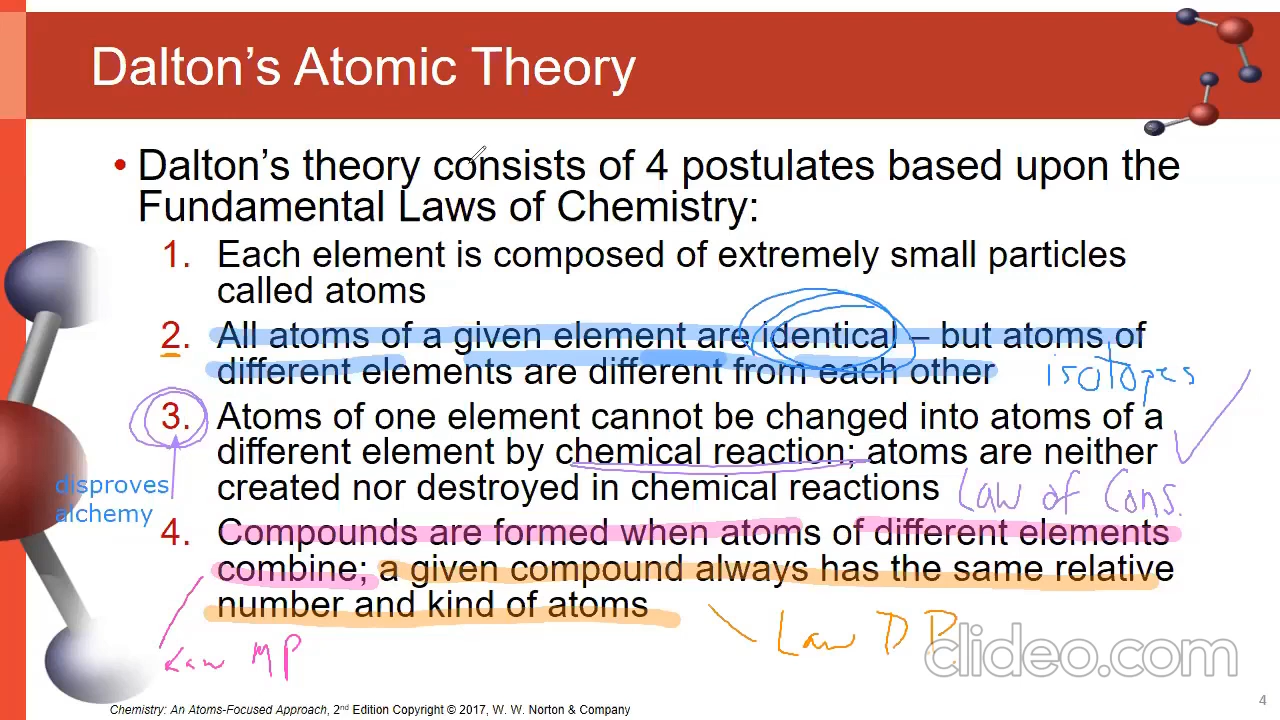 Dalton's Atomic Theory
• Dalton's theory consists of 4 postulates based upon the
Fundamental Laws of Chemistry:
1. Each element is composed of extremely small particles
called atoms
2. All atoms of a given element are identical – but atoms of
different elements are different from each other
isotopes
3. Atoms of one element cannot be changed into atoms of a
different element by chemical reaction; atoms are neither
created nor destroyed in chemical reactions
Law of Cons.
disproves
alchemy
4. Compounds are formed when atoms of different elements
combine; a given compound always has the same relative
number and kind of atoms
Law D P
Law M P
clideo.com
4
Chemistry: An Atoms-Focused Approach, 2nd Edition Copyright © 2017, W. W. Norton & Company